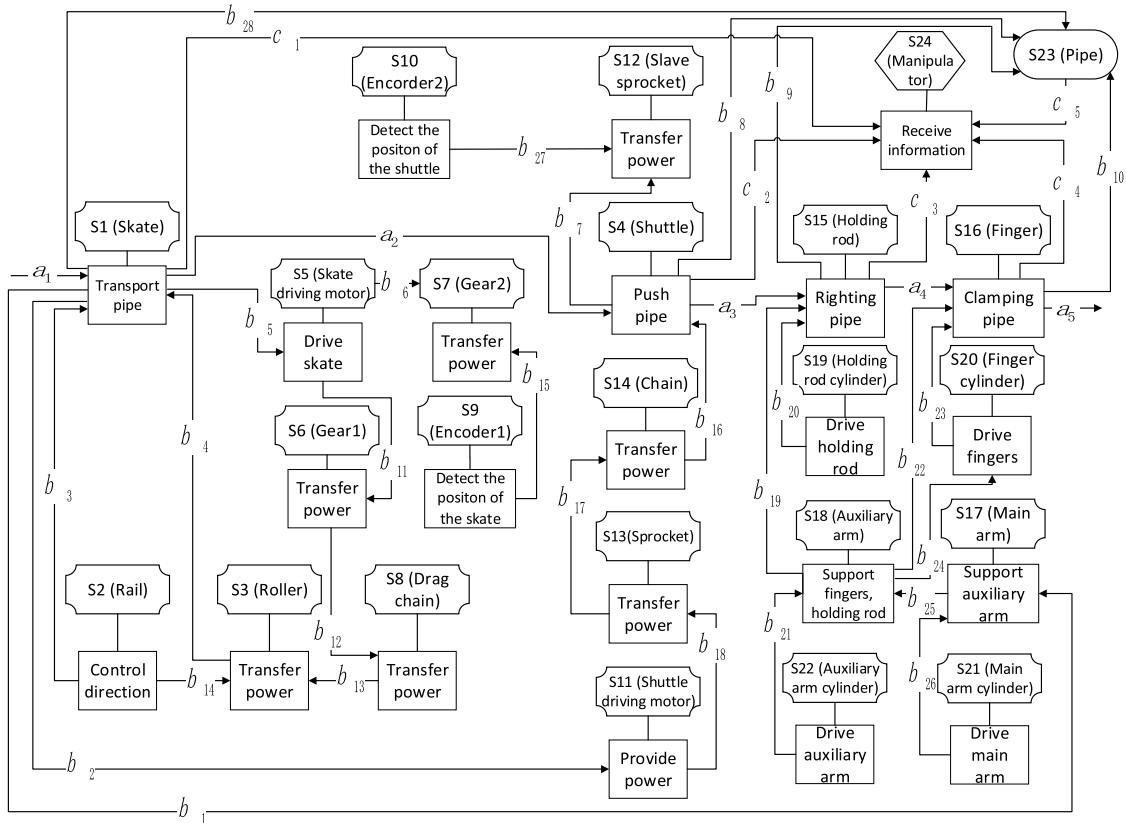 b 28
c 1
S10
(Encorder2)
S12 (Slave
sprocket)
S24
(Manipula
tor)
S23 (Pipe)
b 9
b 8
c 5
Detect the
positon of
the shuttle
b 27
Transfer
power
Receive
information
b 10
c 2
c 3
c 4
b 7
S1 (Skate)
a2
S4 (Shuttle)
S15 (Holding
rod)
S16 (Finger)
a1
Transport
pipe
S5 (Skate
driving motor)
b 6
S7 (Gear2)
Push
pipe
a3
Righting
pipe
a4
Clamping
pipe
a5
b 5
Drive
skate
Transfer
power
b 15
S14 (Chain)
b 16
S19 (Holding
rod cylinder)
S20 (Finger
cylinder)
b 20
b 23
S6 (Gear1)
S9
(Encoder1)
b 4
b 11
Transfer
power
Drive
holding
rod
Drive
fingers
b 22
b 3
Transfer
power
Detect the
positon of
the skate
b 17
b 19
S13(Sprocket)
S18 (Auxiliary
arm)
S17 (Main
arm)
b 24
S2 (Rail)
S3 (Roller)
S8 (Drag
chain)
Transfer
power
Support
fingers,
holding rod
b 25
Support
auxiliary
arm
b 12
b 21
b 18
Control
direction
b 14
Transfer
power
b 13
Transfer
power
S11 (Shuttle
driving motor)
S22 (Auxiliary
arm cylinder)
b 26
S21 (Main
arm cylinder)
b 2
Provide
power
Drive
auxiliary
arm
Drive
main
arm
b 1